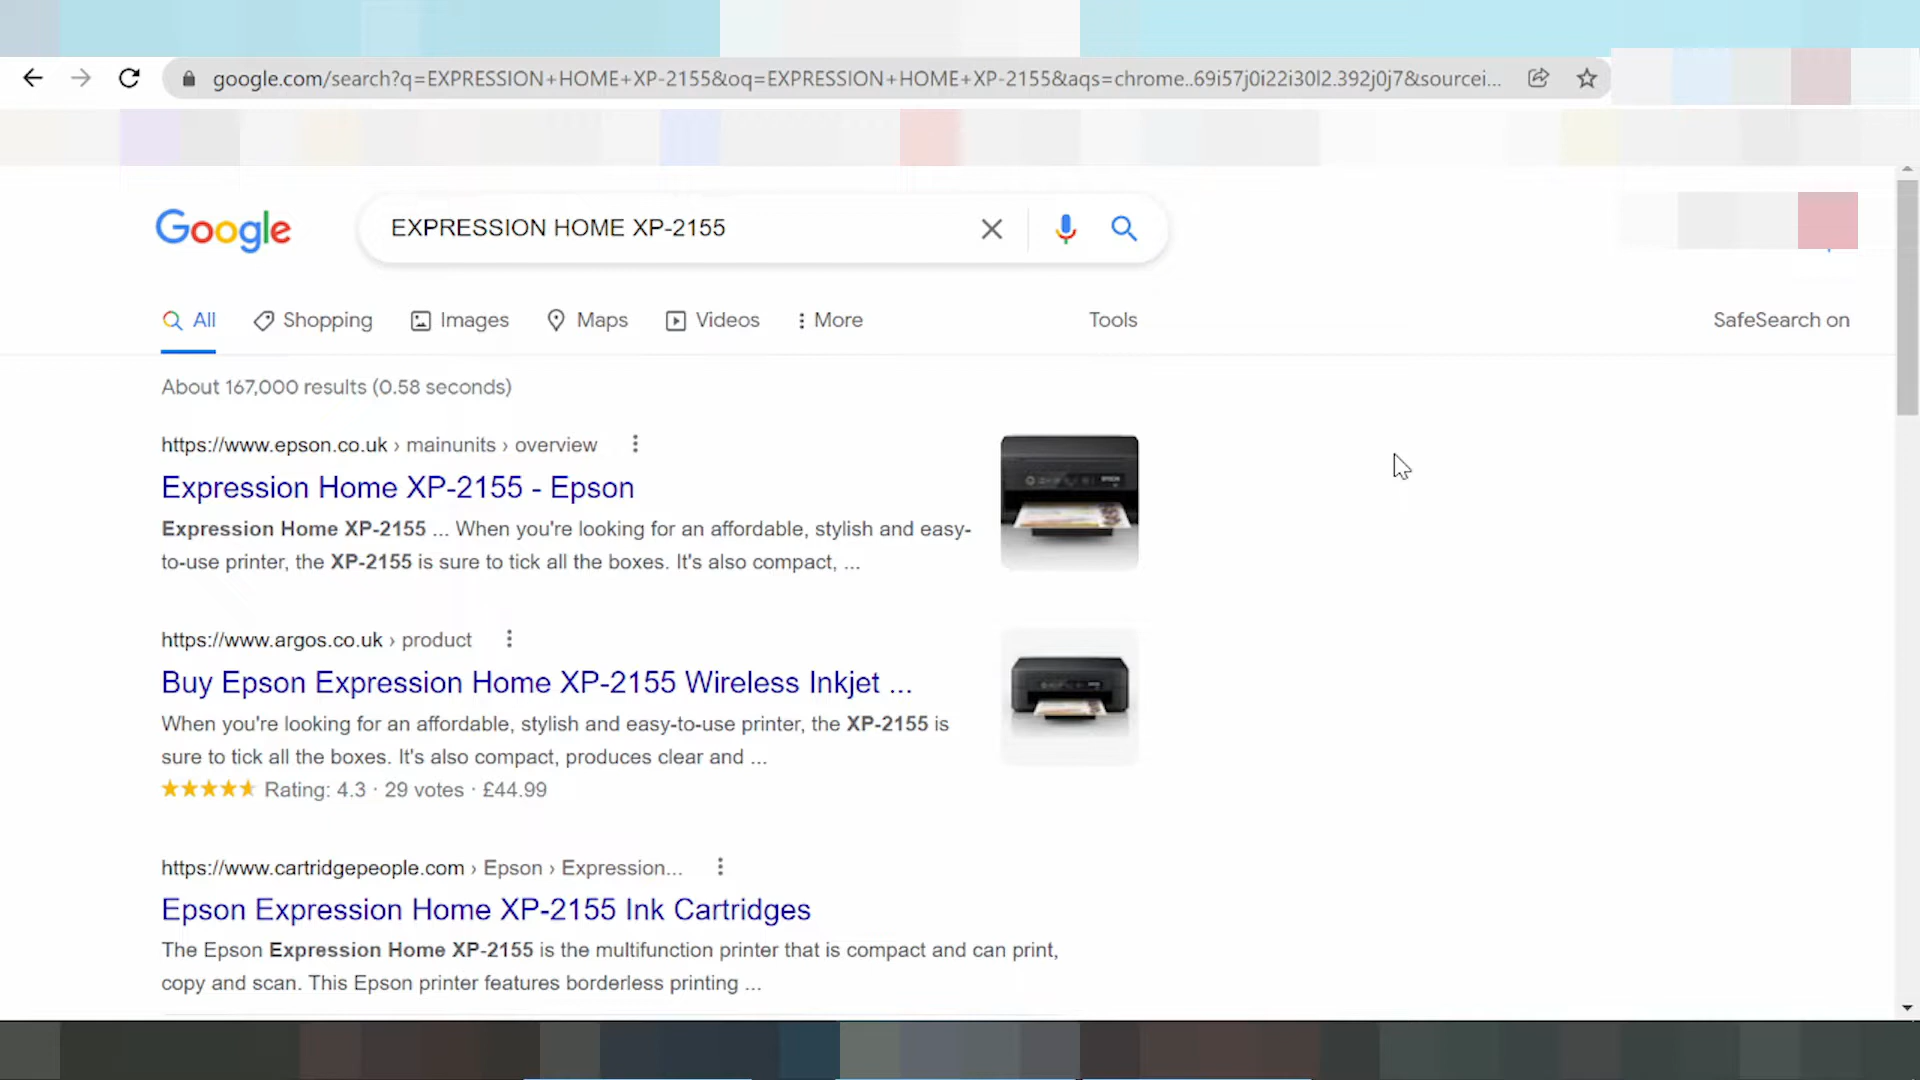 google.com/search?q=EXPRESSION+HOME+XP-2155&oq=EXPRESSION+HOME+XP-2155&aqs=chrome..69i57j0i22i30l2.392j0j7&sourcei...
Google
EXPRESSION HOME XP-2155
All Shopping Images Maps Videos More Tools SafeSearch on
About 167,000 results (0.58 seconds)
https://www.epson.co.uk › mainunits › overview
Expression Home XP-2155 - Epson
Expression Home XP-2155 ... When you're looking for an affordable, stylish and easy-
to-use printer, the XP-2155 is sure to tick all the boxes. It's also compact, ...
https://www.argos.co.uk › product
Buy Epson Expression Home XP-2155 Wireless Inkjet ...
When you're looking for an affordable, stylish and easy-to-use printer, the XP-2155 is
sure to tick all the boxes. It's also compact, produces clear and ...
Rating: 4.3 · 29 votes · £44.99
https://www.cartridgepeople.com › Epson › Expression...
Epson Expression Home XP-2155 Ink Cartridges
The Epson Expression Home XP-2155 is the multifunction printer that is compact and can print,
copy and scan. This Epson printer features borderless printing ...